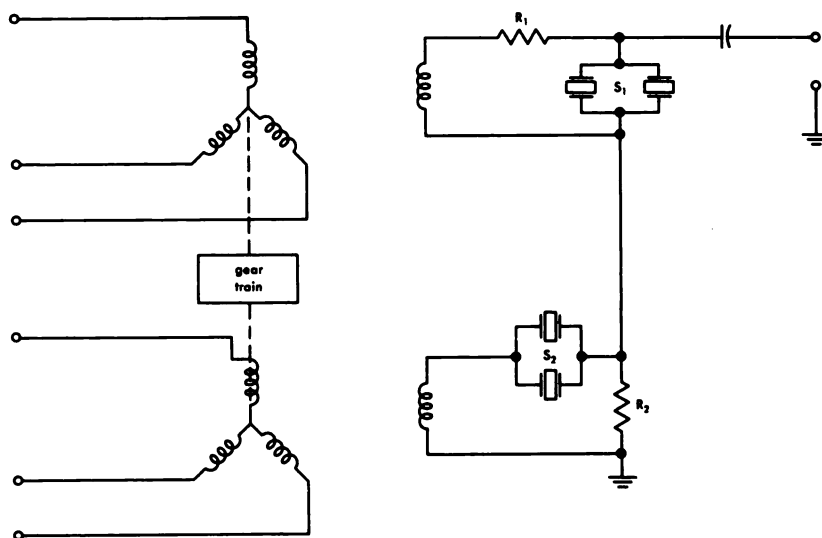 R₁
S₁
gear
train
S₂
R₂